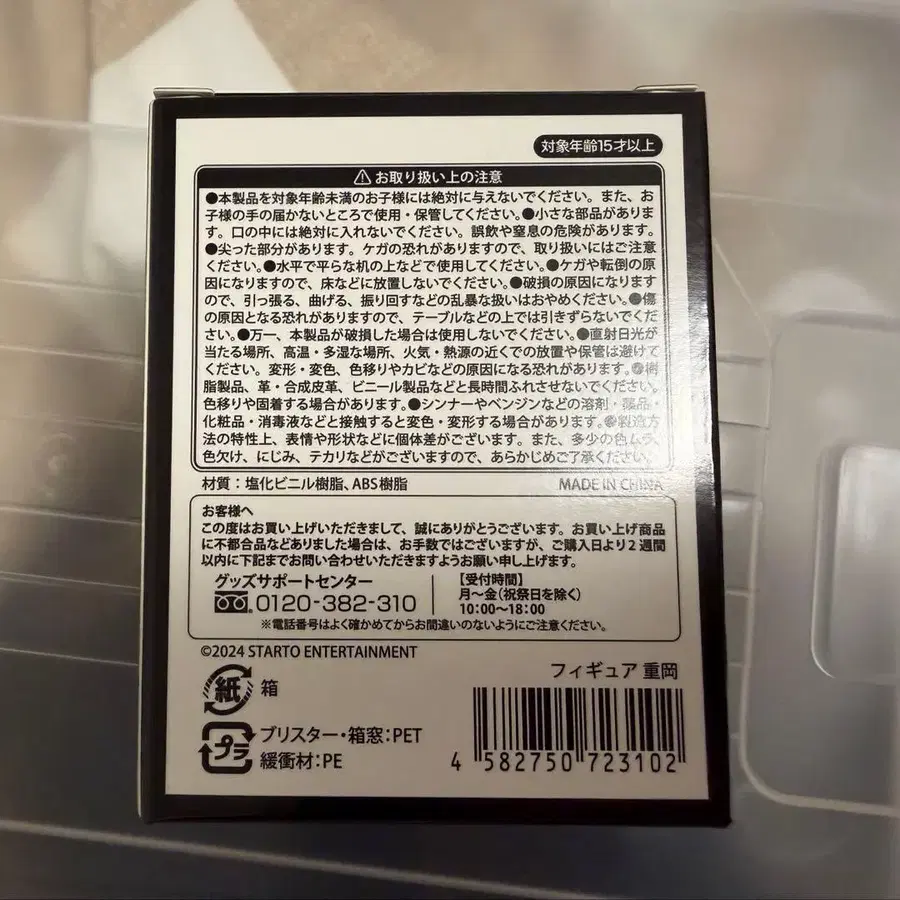 対象年齢15才以上
⚠お取り扱い上の注意
●本製品を対象年齢未満のお子様には絶対に与えないでください。また、お
子様の手の届かないところで使用・保管してください。●小さな部品がありま
す。口の中には絶対に入れないでください。誤飲や窒息の危険があります。
●尖った部分があります。ケガの恐れがありますので、取り扱いにはご注意
ください。●水平で平らな机の上などで使用してください。●ケガや転倒の原
因になりますので、床などに放置しないでください。●破損の原因になります
ので、引っ張る、曲げる、振り回すなどの乱暴な扱いはおやめください。●傷
の原因となる恐れがありますので、テーブルなどの上では引きずらないでくだ
さい。●万一、本製品が破損した場合は使用しないでください。●直射日光が
当たる場所、高温・多湿な場所、火気・熱源の近くでの放置や保管は避けて
ください。変形・変色、色移りやカビなどの原因になる恐れがあります。●樹
脂製品、革・合成皮革、ビニール製品などと長時間ふれさせないでください。
色移りや固着する場合があります。●シンナーやベンジンなどの溶剤・薬品・
化粧品・消毒液などと接触すると変色・変形する場合があります。●製造方
法の特性上、表情や形状などに個体差がございます。また、多少の色ムラ、
色欠け、にじみ、テカリなどがございますので、あらかじめご了承ください。
材質：塩化ビニル樹脂、ABS樹脂 MADE IN CHINA
お客様へ
この度はお買い上げいただきまして、誠にありがとうございます。お買い上げ商品
に不都合品などありました場合は、お手数ではございますが、ご購入日より2週間
以内に下記までお問い合わせいただきますようお願い申し上げます。
グッズサポートセンター
0120-382-310
【受付時間】
月〜金(祝祭日を除く)
10:00〜18:00
※電話番号はよく確かめてからお間違いのないようにご注意ください。
©2024 STARTO ENTERTAINMENT
紙 箱
プラ ブリスター・箱窓：PET
緩衝材：PE
フィギュア 重岡
4 582750 723102